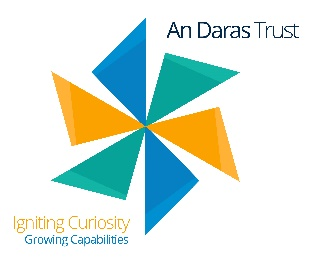 An Daras Trust
Igniting Curiosity
Growing Capabilities